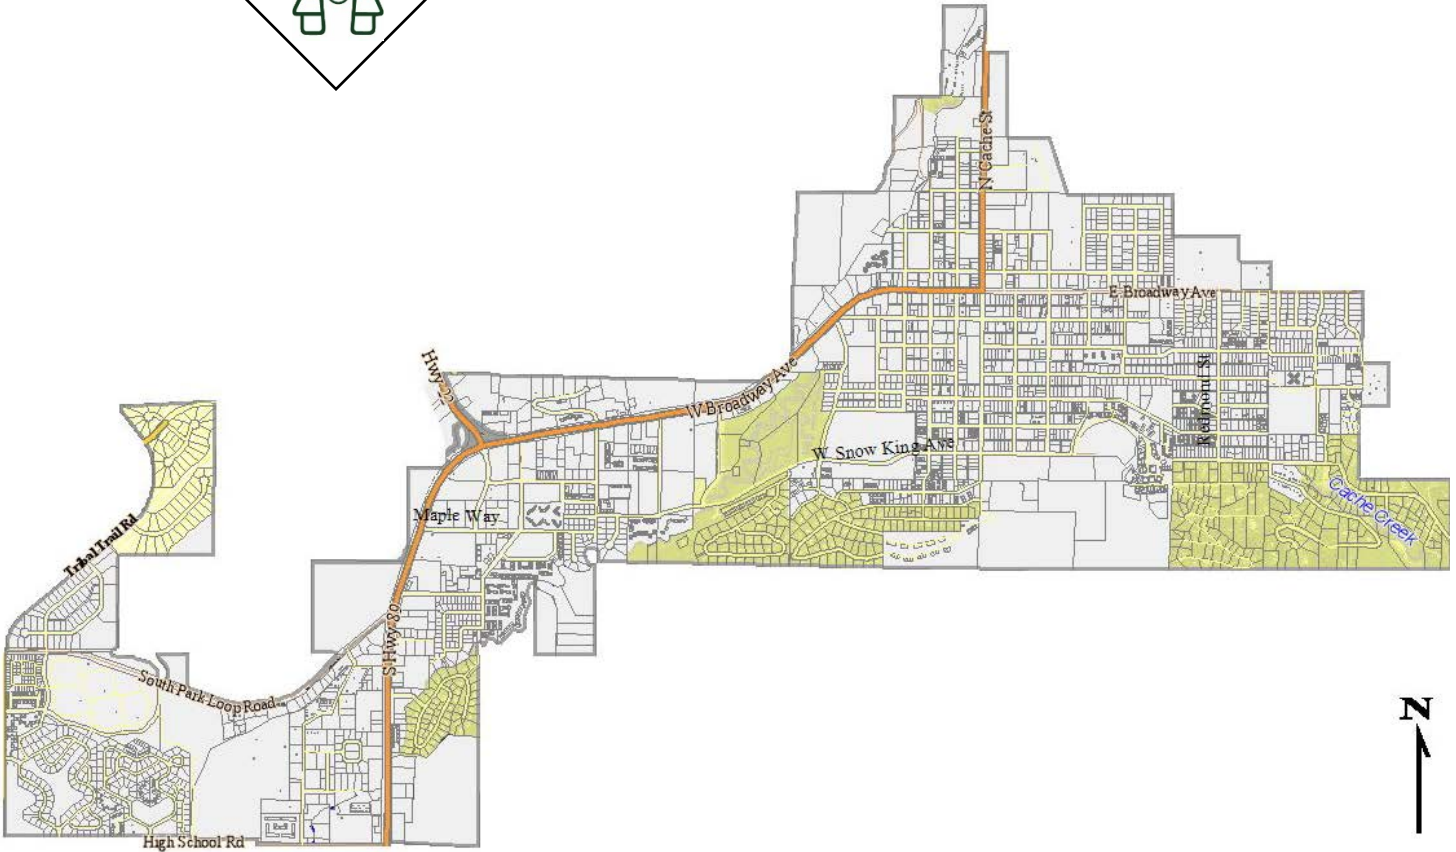 N Cache St
E Broadway Ave
Hwy 22
W Broadway Ave
Redmond St
W Snow King Ave
Cache Creek
Maple Way
Tribal Trail Rd
S Hwy 89
South Park Loop Road
N
High School Rd